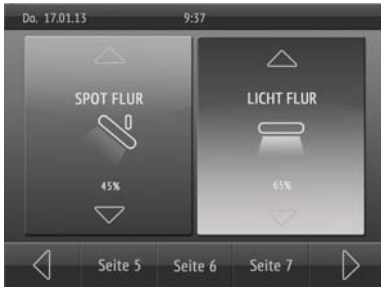 Do. 17.01.13 9:37
SPOT FLUR
LICHT FLUR
45%
65%
Seite 5 Seite 6 Seite 7